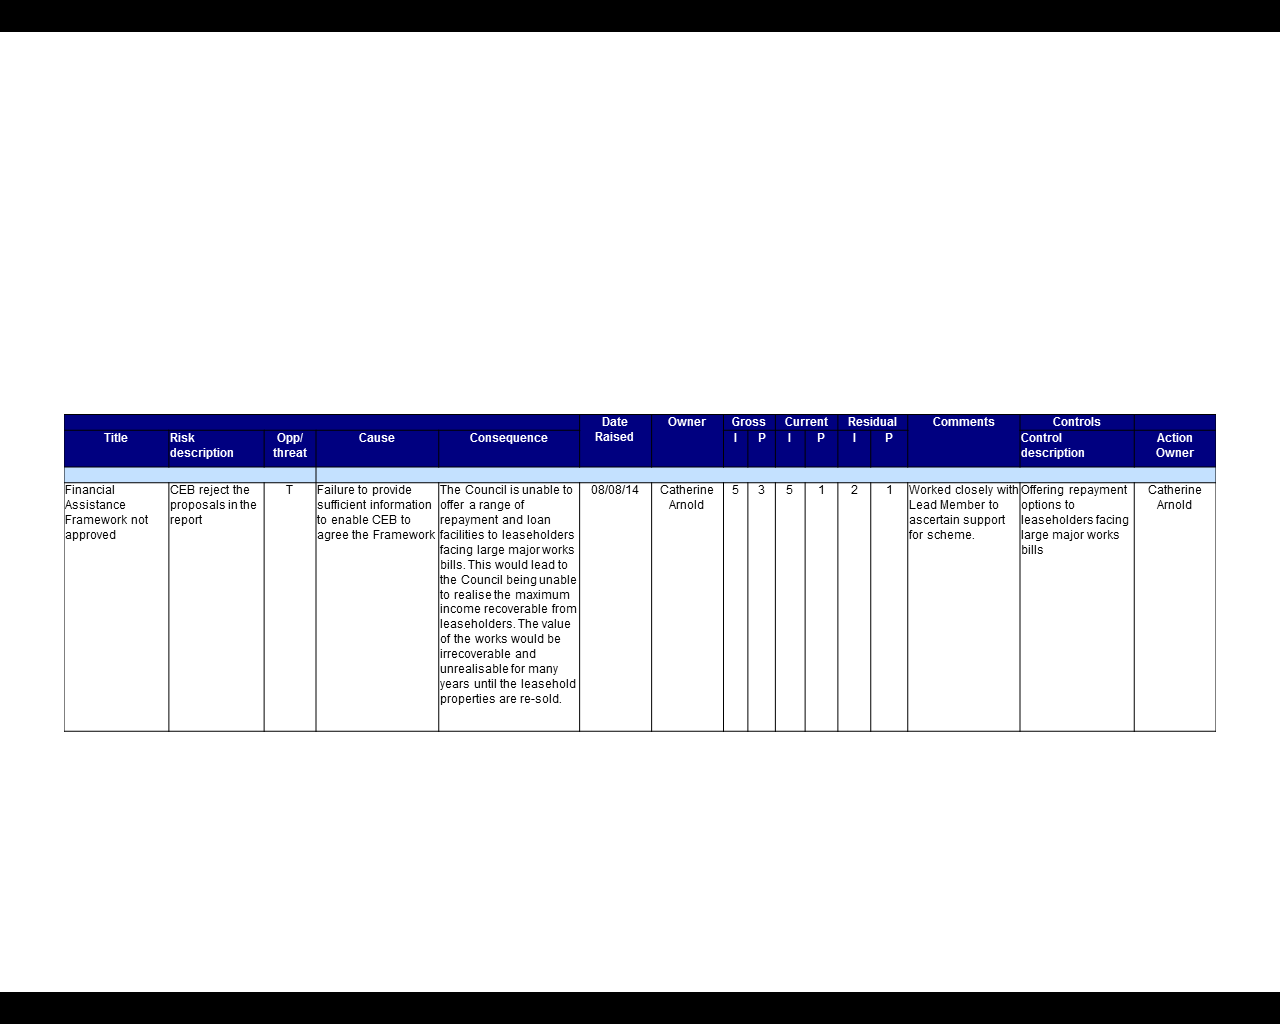 Date Raised Owner Gross Current Residual Comments Controls
Title Risk description Opp/ threat Cause Consequence I P I P I P Control description Action Owner
Financial
Assistance
Framework not
approved
CEB reject the
proposals in the
report
T
Failure to provide
sufficient information
to enable CEB to
agree the Framework
The Council is unable to
offer a range of
repayment and loan
facilities to leaseholders
facing large major works
bills. This would lead to
the Council being unable
to realise the maximum
income recoverable from
leaseholders. The value
of the works would be
irrecoverable and
unrealisable for many
years until the leasehold
properties are re-sold.
08/08/14
Catherine
Arnold
5 3 5 1 2 1
Worked closely with
Lead Member to
ascertain support
for scheme.
Offering repayment
options to
leaseholders facing
large major works
bills
Catherine
Arnold